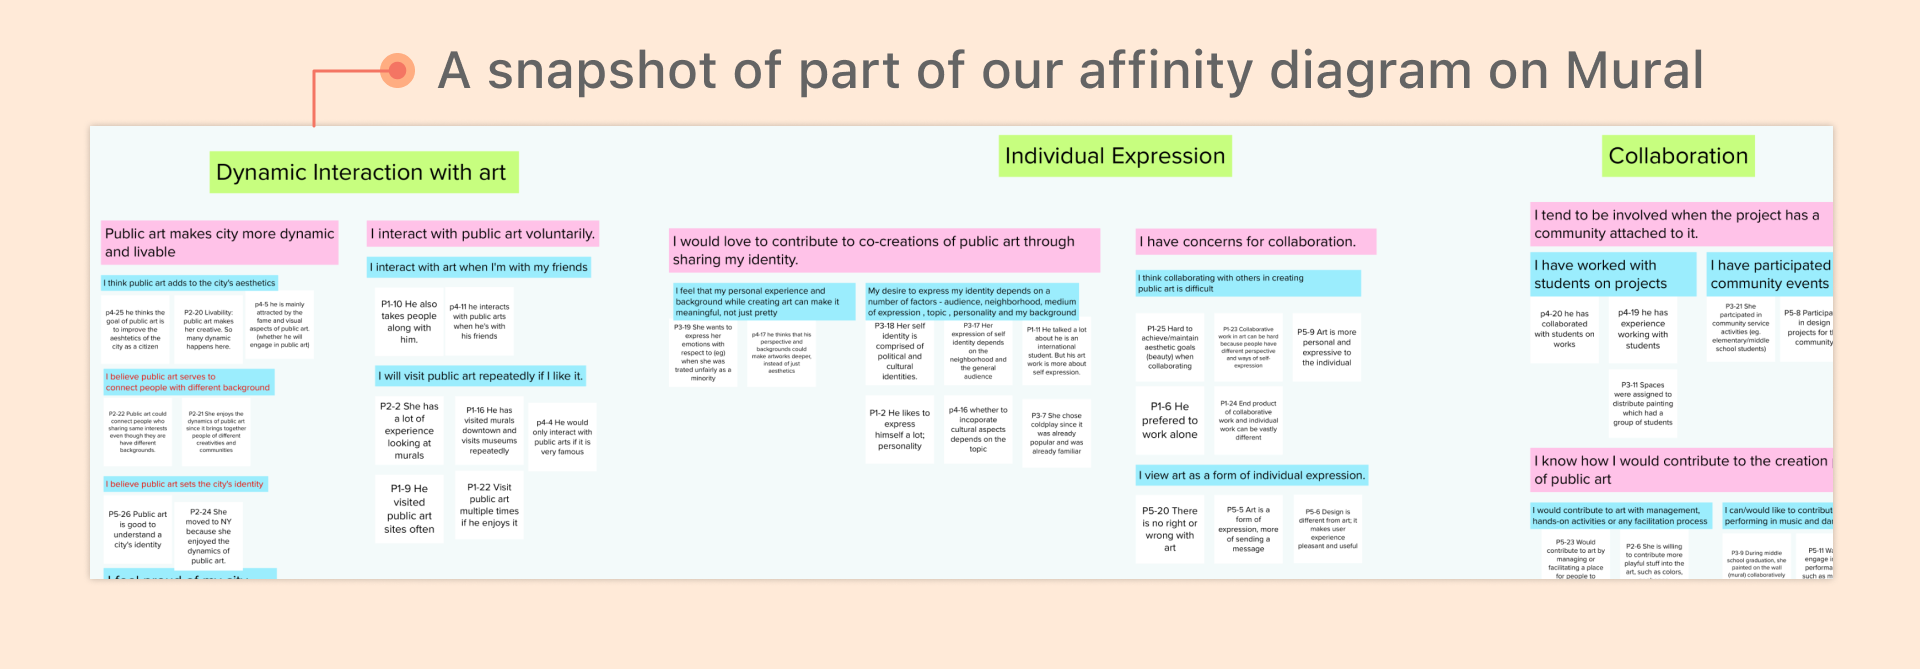 A snapshot of part of our affinity diagram on Mural
Dynamic Interaction with art
Public art makes city more dynamic
and livable
I think public art adds to the city's aesthetics
p4-25 he thinks the
goal of public art is
to improve the
aeshtetics of the
city as a citizen
P2-20 Livability:
public art makes
her creative. So
many dynamic
happens here.
p4-5 he is mainly
attracted by the
fame and visual
aspects of public art.
(whether he will
engage in public art)
I believe public art serves to
connect people with different background
P2-22 Public art could
connect people who
sharing same interests
even though they are
have different
backgrounds.
P2-21 She enjoys the
dynamics of public art
since it brings together
people of different
creativities and
communities
I believe public art sets the city's identity
P5-26 Public art
is good to
understand a
city's identity
P2-24 She
moved to NY
because she
enjoyed the
dynamics of
public art.
I feel proud of my city
I interact with public art voluntarily.
I interact with art when I'm with my friends
P1-10 He also
takes people
along with
him.
p4-11 he interacts
with public arts
when he's with
his friends
I will visit public art repeatedly if I like it.
P2-2 She has
a lot of
experience
looking at
murals
P1-16 He has
visited murals
downtown and
visits museums
repeatedly
p4-4 He would
only interact with
public arts if it is
very famous
P1-9 He
visited
public art
sites often
P1-22 Visit
public art
multiple times
if he enjoys it
Individual Expression
I would love to contribute to co-creations of public art through
sharing my identity.
I feel that my personal experience and
background while creating art can make it
meaningful, not just pretty
P3-19 She wants to
express her
emotions with
respect to (eg)
when she was
trated unfairly as a
minority
p4-17 he thinks that his
perspective and
backgrounds could
make artworks deeper,
instead of just
aesthetics
My desire to express my identity depends on a
number of factors - audience, neighborhood, medium
of expression , topic , personality and my background
P3-18 Her self
identity is
comprised of
political and
cultural
identities.
P3-17 Her
expression of self
identity depends
on the
neighborhood and
the general
audience
P1-11 He talked a lot
about he is an
international
student. But his art
work is more about
self expression.
P1-2 He likes to
express
himself a lot;
personality
p4-16 whether to
incoporate
cultural aspects
depends on the
topic
P3-7 She chose
coldplay since it
was already
popular and was
already familiar
I have concerns for collaboration.
I think collaborating with others in creating
public art is difficult
P1-25 Hard to
achieve/maintain
aesthetic goals
(beauty) when
collaborating
P1-23 Collaborative
work in art can be hard
because people have
different perspective
and ways of self-
expression
P5-9 Art is more
personal and
expressive to
the individual
P1-6 He
prefered to
work alone
P1-24 End product
of collaborative
work and individual
work can be vastly
different
I view art as a form of individual expression.
P5-20 There
is no right or
wrong with
art
P5-5 Art is a
form of
expression, more
of sending a
message
P5-6 Design is
different from art; it
makes user
experience
pleasant and useful
Collaboration
I tend to be involved when the project has a
community attached to it.
I have worked with
students on projects
p4-20 he has
collaborated
with students on
works
p4-19 he has
experience
working with
students
P3-11 Spaces
were assigned to
distribute painting
which had a
group of students
I have participated
community events
P3-21 She
participated in
community service
activities (eg.
elementary/middle
school students)
P5-8 Participa
in design
projects for t
community
I know how I would contribute to the creation
of public art
I would contribute to art with management,
hands-on activities or any facilitation process
P5-23 Would
contribute to art by
managing or
facilitating a place
for people to
P2-6 She is willing
to contribute more
playful stuff into the
art, such as colors,
I can/would like to contribut
performing in music and da
P3-9 During middle
school graduation, she
painted on the wall
(mural) collaboratively
P5-11 Wa
engage i
performa
such as m